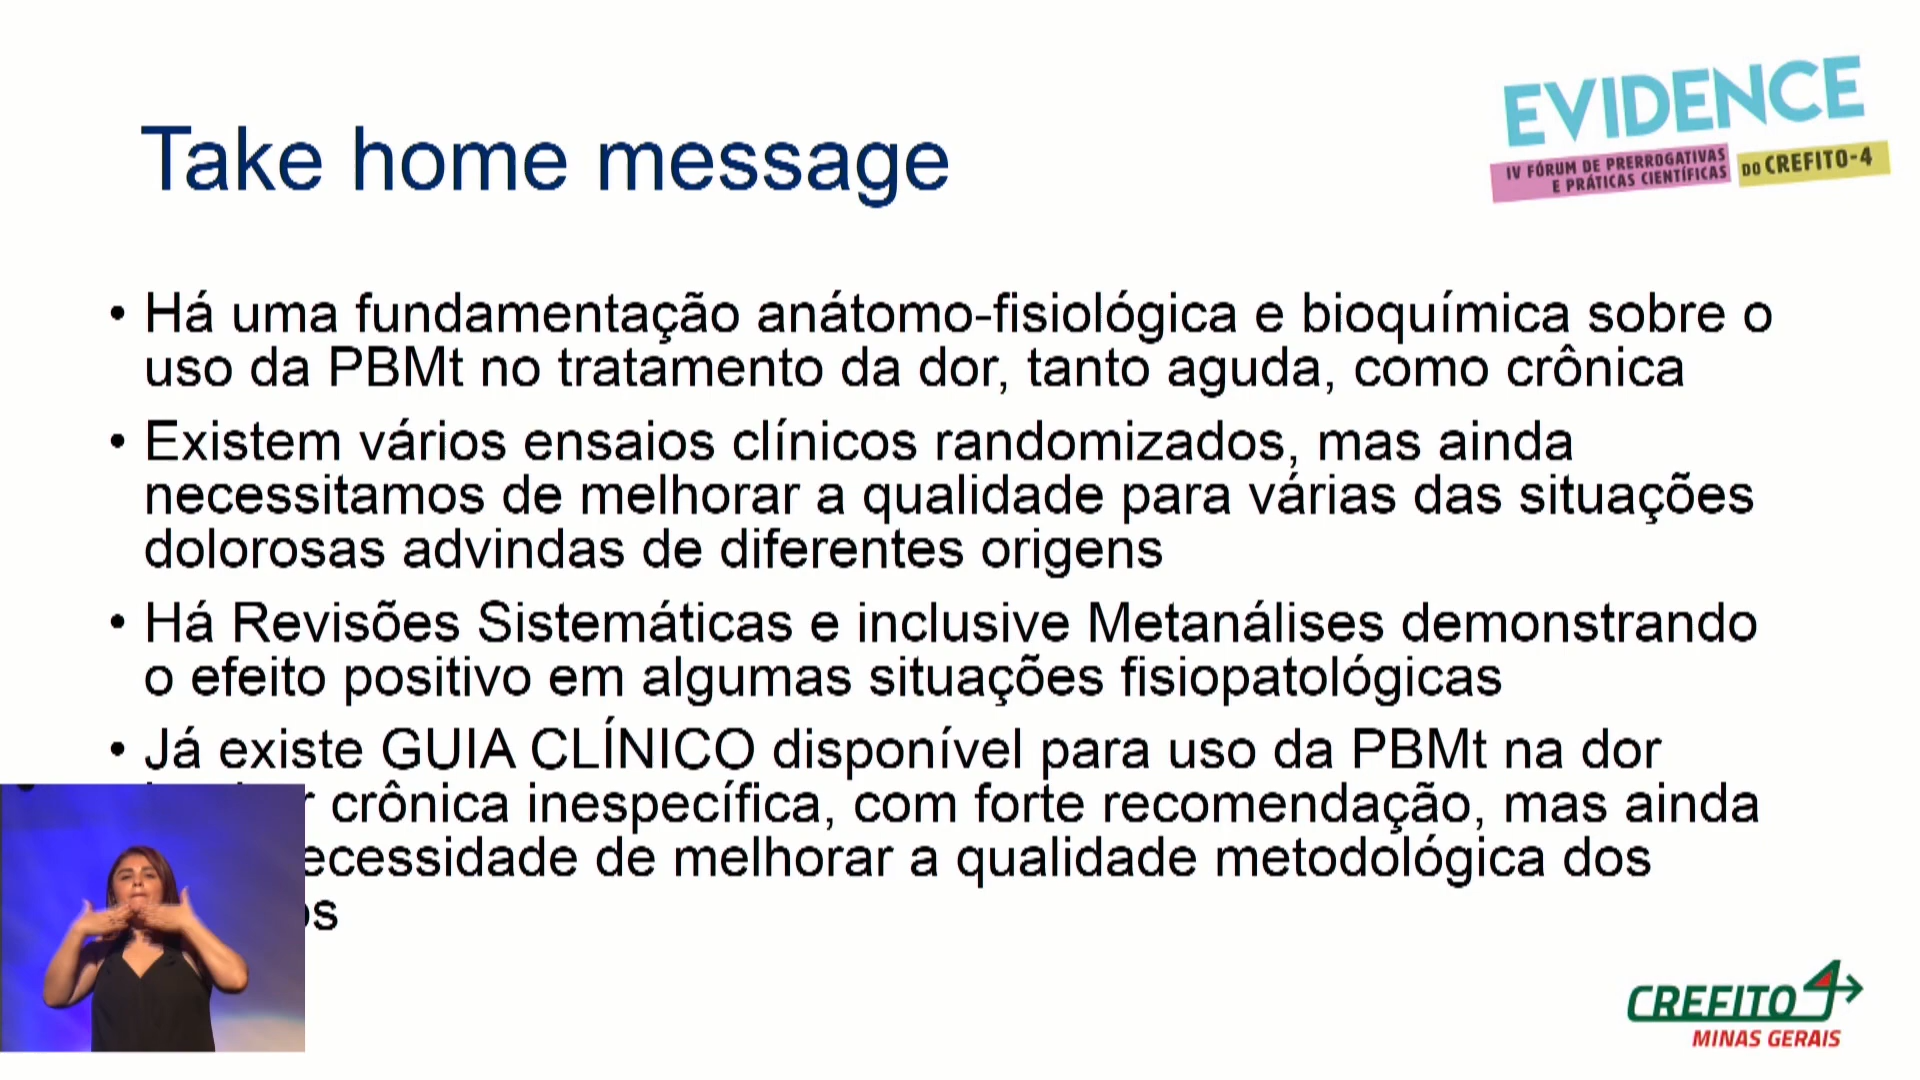 EVIDENCE
IV FÓRUM DE PRERROGATIVAS
E PRÁTICAS CIENTÍFICAS
DO CREFITO-4
Take home message
• Há uma fundamentação anátomo-fisiológica e bioquímica sobre o
uso da PBMt no tratamento da dor, tanto aguda, como crônica
• Existem vários ensaios clínicos randomizados, mas ainda
necessitamos de melhorar a qualidade para várias das situações
dolorosas advindas de diferentes origens
• Há Revisões Sistemáticas e inclusive Metanálises demonstrando
o efeito positivo em algumas situações fisiopatológicas
• Já existe GUIA CLÍNICO disponível para uso da PBMt na dor
crônica inespecífica, com forte recomendação, mas ainda
ecessidade de melhorar a qualidade metodológica dos
CREFITO 4
MINAS GERAIS